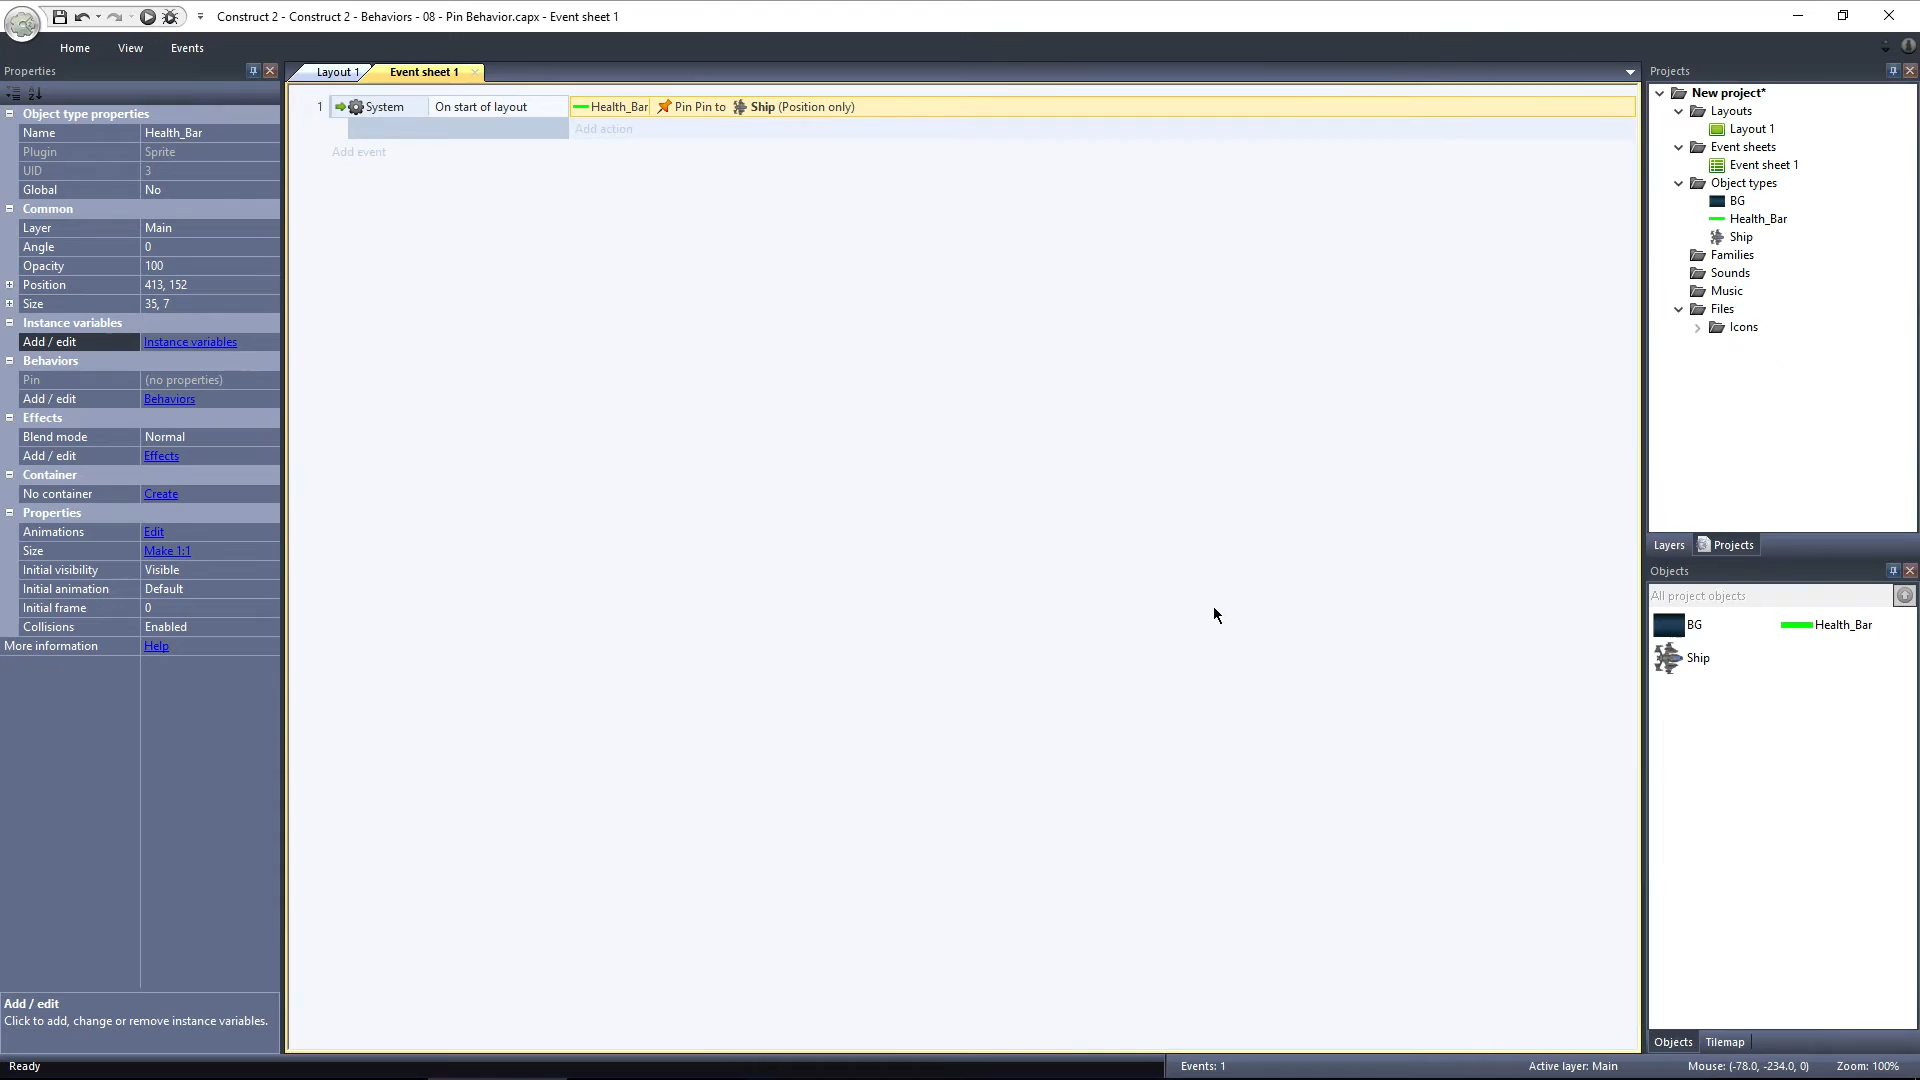 Construct 2 - Construct 2 - Behaviors - 08 - Pin Behavior.capx - Event sheet 1
Home View Events
Properties
Object type properties
Name Health_Bar
Plugin Sprite
UID 3
Global No
Common
Layer Main
Angle 0
Opacity 100
Position 413, 152
Size 35, 7
Instance variables
Add / edit Instance variables
Behaviors
Pin (no properties)
Add / edit Behaviors
Effects
Blend mode Normal
Add / edit Effects
Container
No container Create
Properties
Animations Edit
Size Make 1:1
Initial visibility Visible
Initial animation Default
Initial frame 0
Collisions Enabled
More information Help
Add / edit
Click to add, change or remove instance variables.
Ready
Layout 1 Event sheet 1
1 System On start of layout Health_Bar Pin Pin to Ship (Position only)
Add action
Add event
Projects
New project*
Layouts
Layout 1
Event sheets
Event sheet 1
Object types
BG
Health_Bar
Ship
Families
Sounds
Music
Files
Icons
Layers Projects
Objects
All project objects
BG Health_Bar
Ship
Objects Tilemap
Events: 1 Active layer: Main Mouse: (-78.0, -234.0, 0) Zoom: 100%